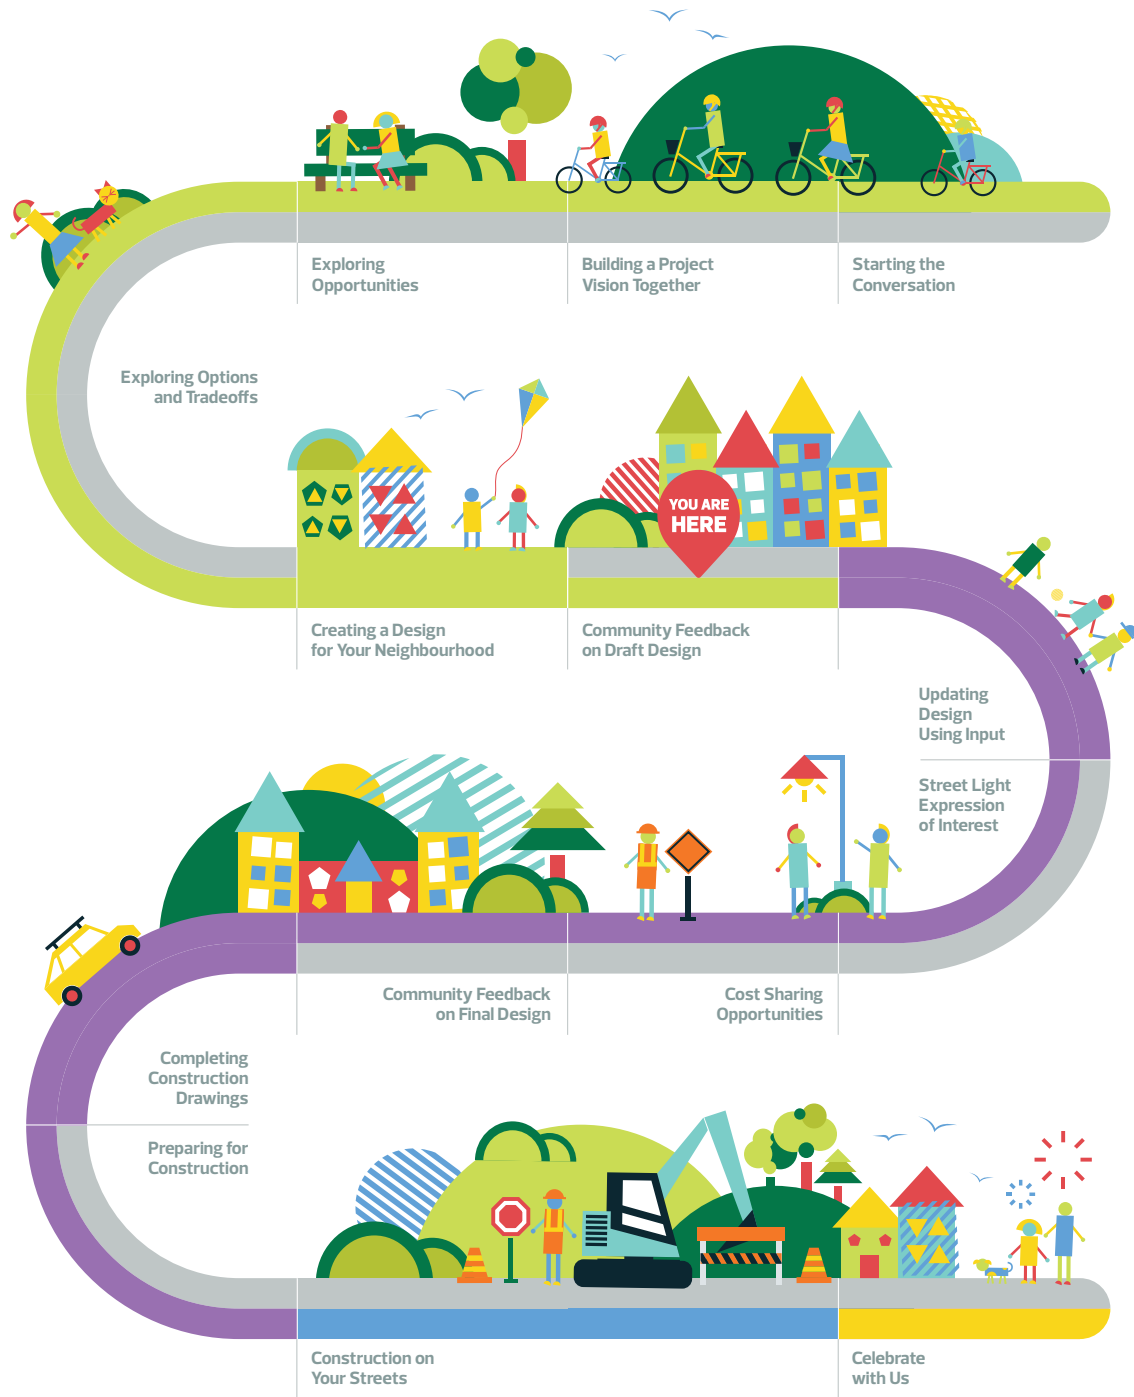 Exploring
Opportunities
Building a Project
Vision Together
Starting the
Conversation
Exploring Options
and Tradeoffs
YOU ARE
HERE
Creating a Design
for Your Neighbourhood
Community Feedback
on Draft Design
Updating
Design
Using Input
Street Light
Expression
of Interest
Community Feedback
on Final Design
Cost Sharing
Opportunities
Completing
Construction
Drawings
Preparing for
Construction
Construction on
Your Streets
Celebrate
with Us